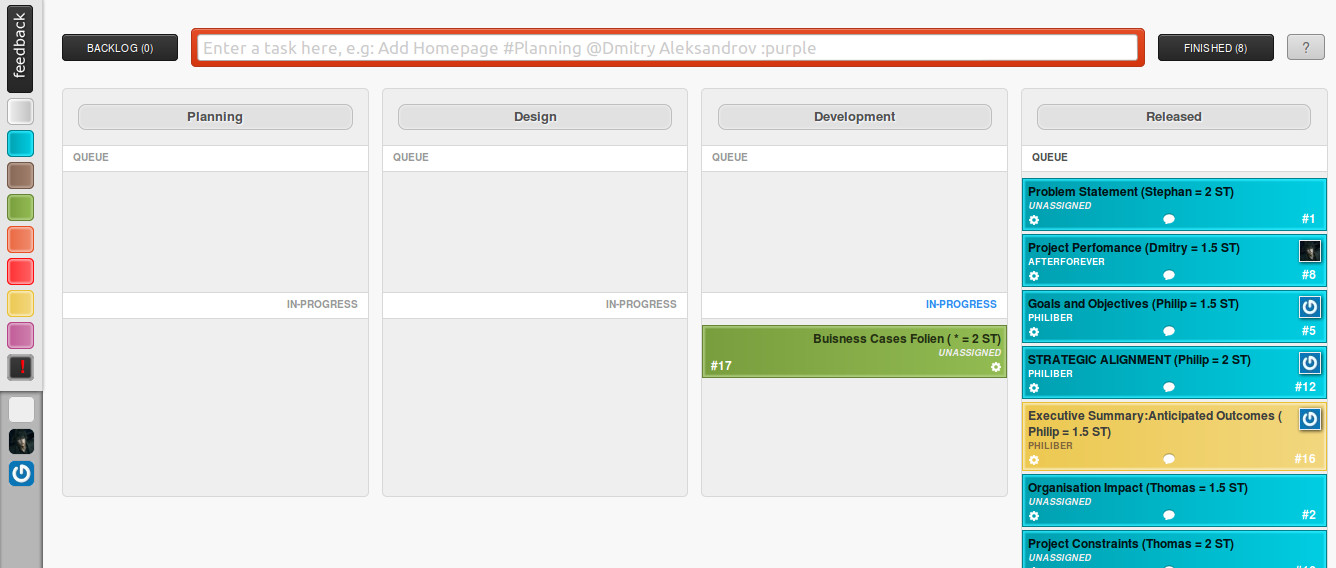 feedback
BACKLOG (0)
Enter a task here, e.g: Add Homepage #Planning @Dmitry Aleksandrov :purple
FINISHED (8)
?
!
Planning
QUEUE
IN-PROGRESS
Design
QUEUE
IN-PROGRESS
Development
QUEUE
IN-PROGRESS
Buisness Cases Folien ( * = 2 ST)
UNASSIGNED
#17
Released
QUEUE
Problem Statement (Stephan = 2 ST)
UNASSIGNED
#1
Project Perfomance (Dmitry = 1.5 ST)
AFTERFOREVER
#8
Goals and Objectives (Philip = 1.5 ST)
PHILIBER
#5
STRATEGIC ALIGNMENT (Philip = 2 ST)
PHILIBER
#12
Executive Summary:Anticipated Outcomes (
Philip = 1.5 ST)
PHILIBER
#16
Organisation Impact (Thomas = 1.5 ST)
UNASSIGNED
#2
Project Constraints (Thomas = 2 ST)
UNASSIGNED